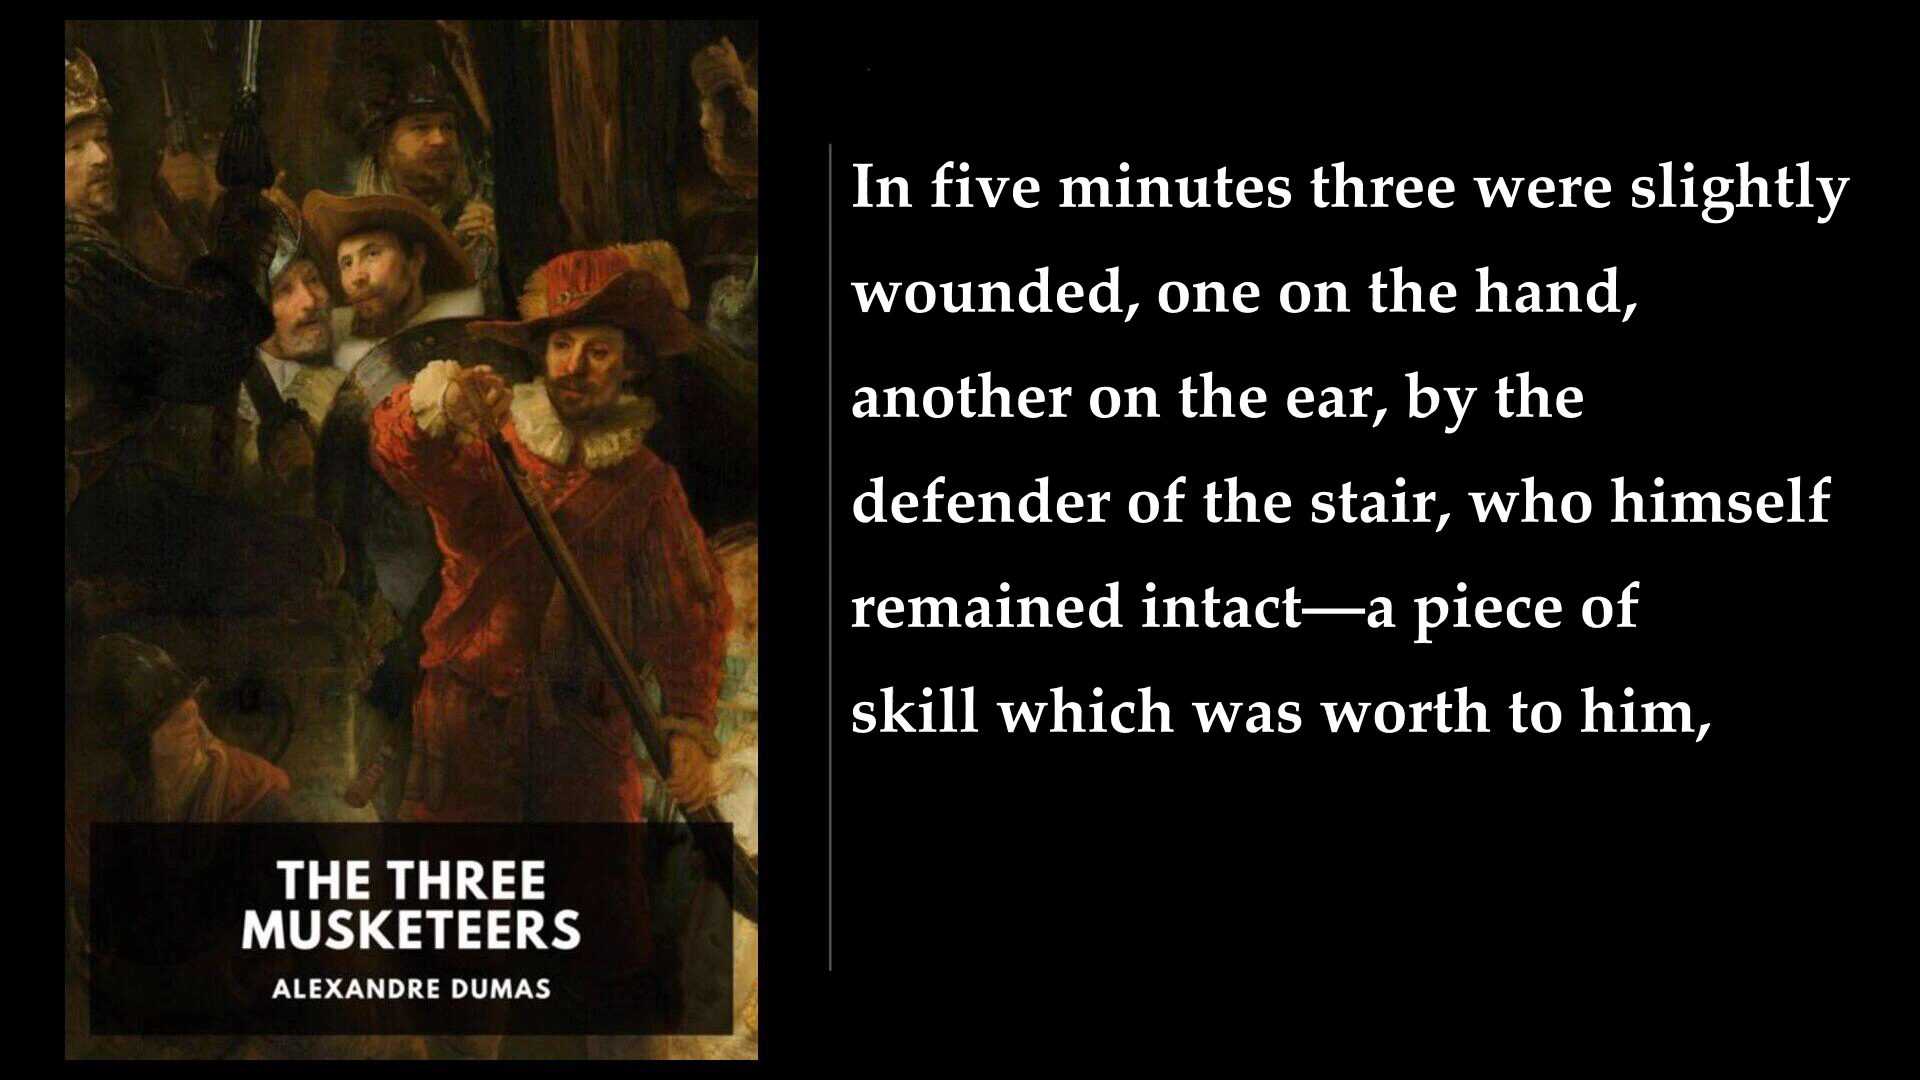 THE THREE
MUSKETEERS
ALEXANDRE DUMAS
In five minutes three were slightly
wounded, one on the hand,
another on the ear, by the
defender of the stair, who himself
remained intact—a piece of
skill which was worth to him,